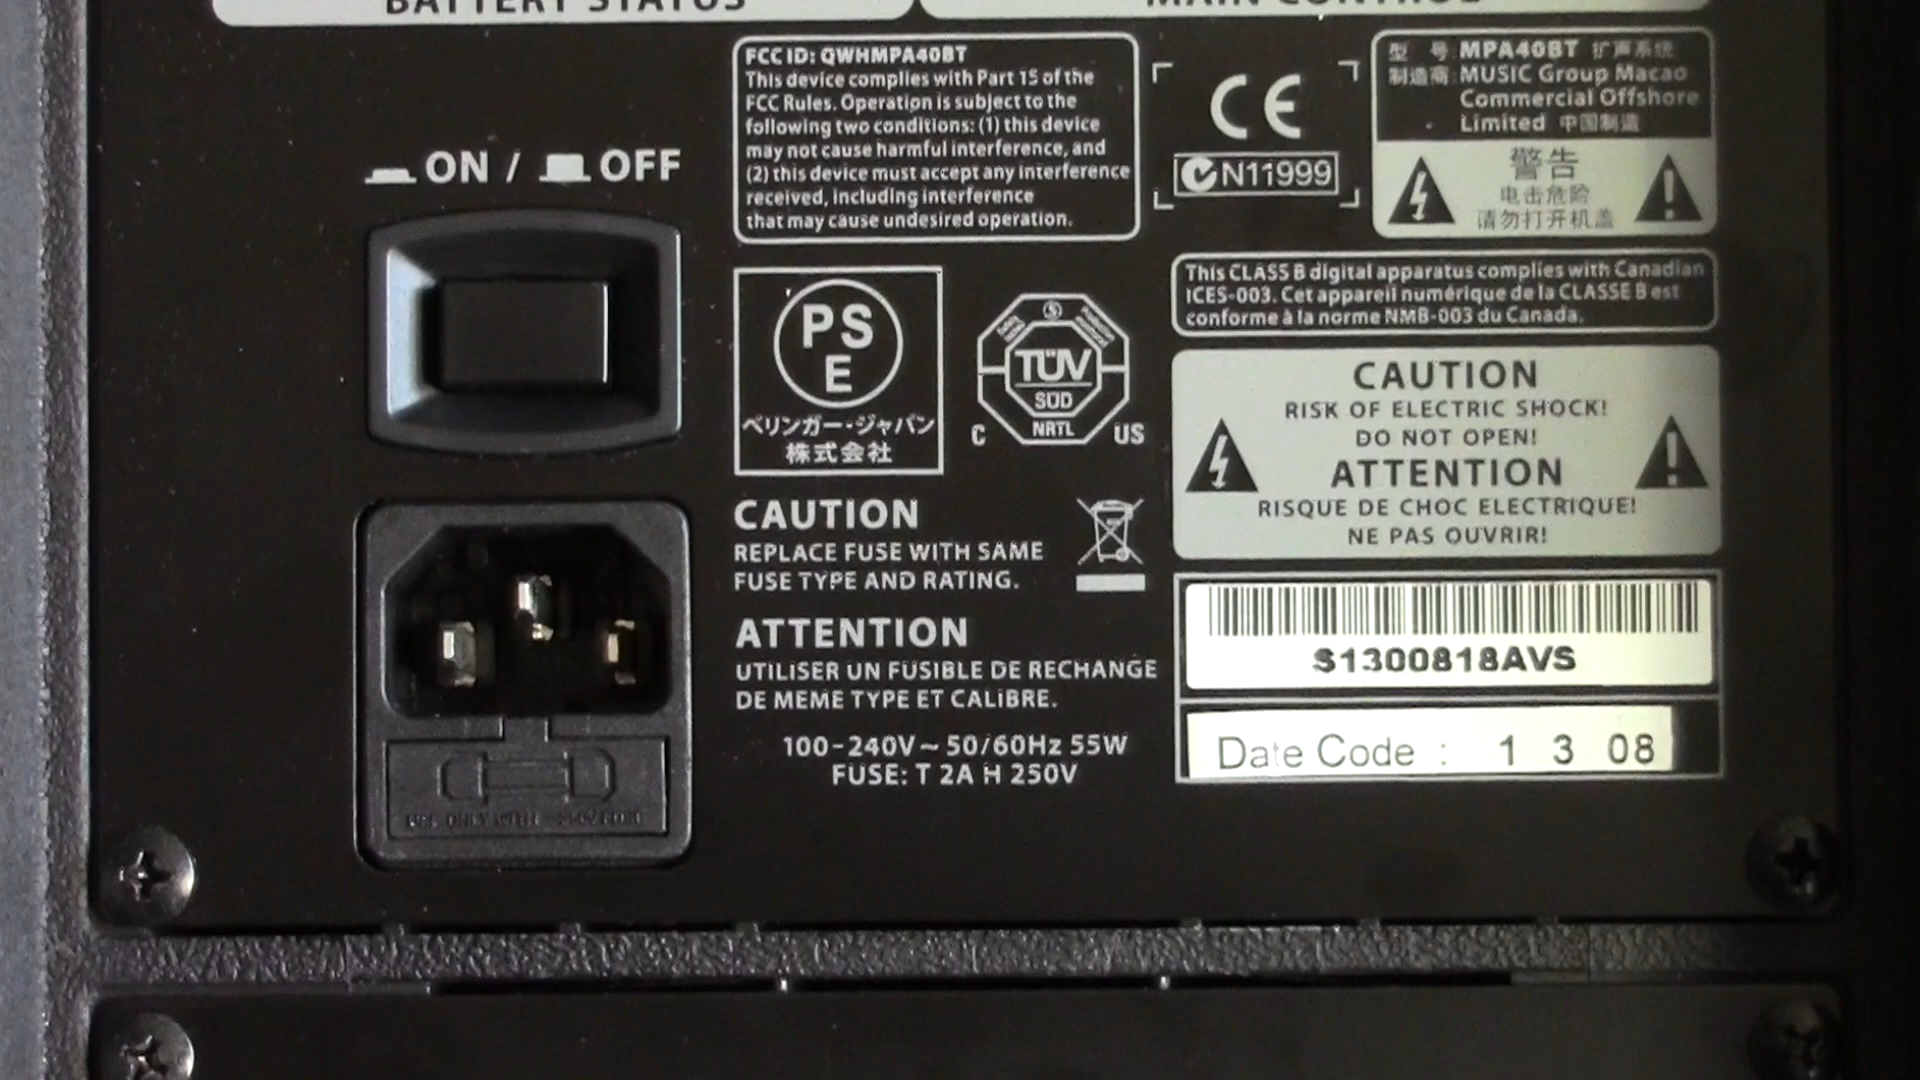 BATTERY STATUS
MAIN CONTROL
ON / OFF
FCC ID: QWHMPA40BT
This device complies with Part 15 of the
FCC Rules. Operation is subject to the
following two conditions: (1) this device
may not cause harmful interference, and
(2) this device must accept any interference
received, including interference
that may cause undesired operation.
CE
N11999
型 号: MPA40BT 扩声系统
制造商: MUSIC Group Macao
Commercial Offshore
Limited 中国制造
警告
电击危险
请勿打开机盖
PS
E
ベリンガー・ジャパン
株式会社
TÜV
SÜD
NRTL
C US
This CLASS B digital apparatus complies with Canadian
ICES-003. Cet appareil numérique de la CLASSE B est
conforme à la norme NMB-003 du Canada.
CAUTION
RISK OF ELECTRIC SHOCK!
DO NOT OPEN!
ATTENTION
RISQUE DE CHOC ELECTRIQUE!
NE PAS OUVRIR!
CAUTION
REPLACE FUSE WITH SAME
FUSE TYPE AND RATING.
ATTENTION
UTILISER UN FUSIBLE DE RECHANGE
DE MEME TYPE ET CALIBRE.
100-240V~ 50/60Hz 55W
FUSE: T 2A H 250V
S1300818AVS
Date Code : 1 3 08
ONLY WITH